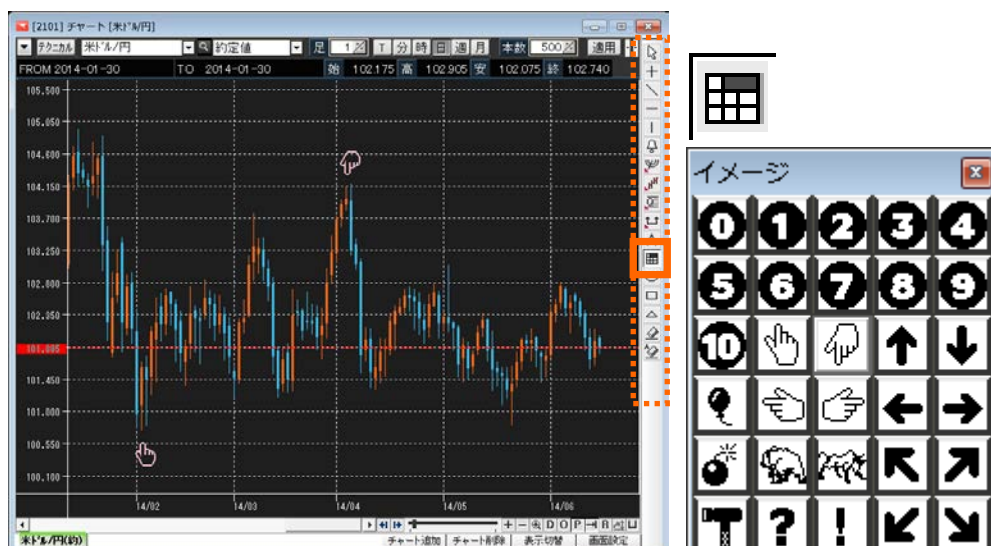 [2101] チャート [米ﾄﾞﾙ/円]
テクニカル 米ﾄﾞﾙ/円 約定値 足 1 T 分 時 日 週 月 本数 500 適用
FROM 2014-01-30 TO 2014-01-30 始 102.175 高 102.905 安 102.075 終 102.740
105.500
105.050
104.600
104.150
103.700
103.250
102.800
102.350
101.885
101.450
101.000
100.550
100.100
14/02 14/03 14/04 14/05 14/06
D O P R
米ﾄﾞﾙ/円(約) チャート追加 チャート削除 表示切替 画面設定
イメージ
0 1 2 3 4
5 6 7 8 9
10
? !